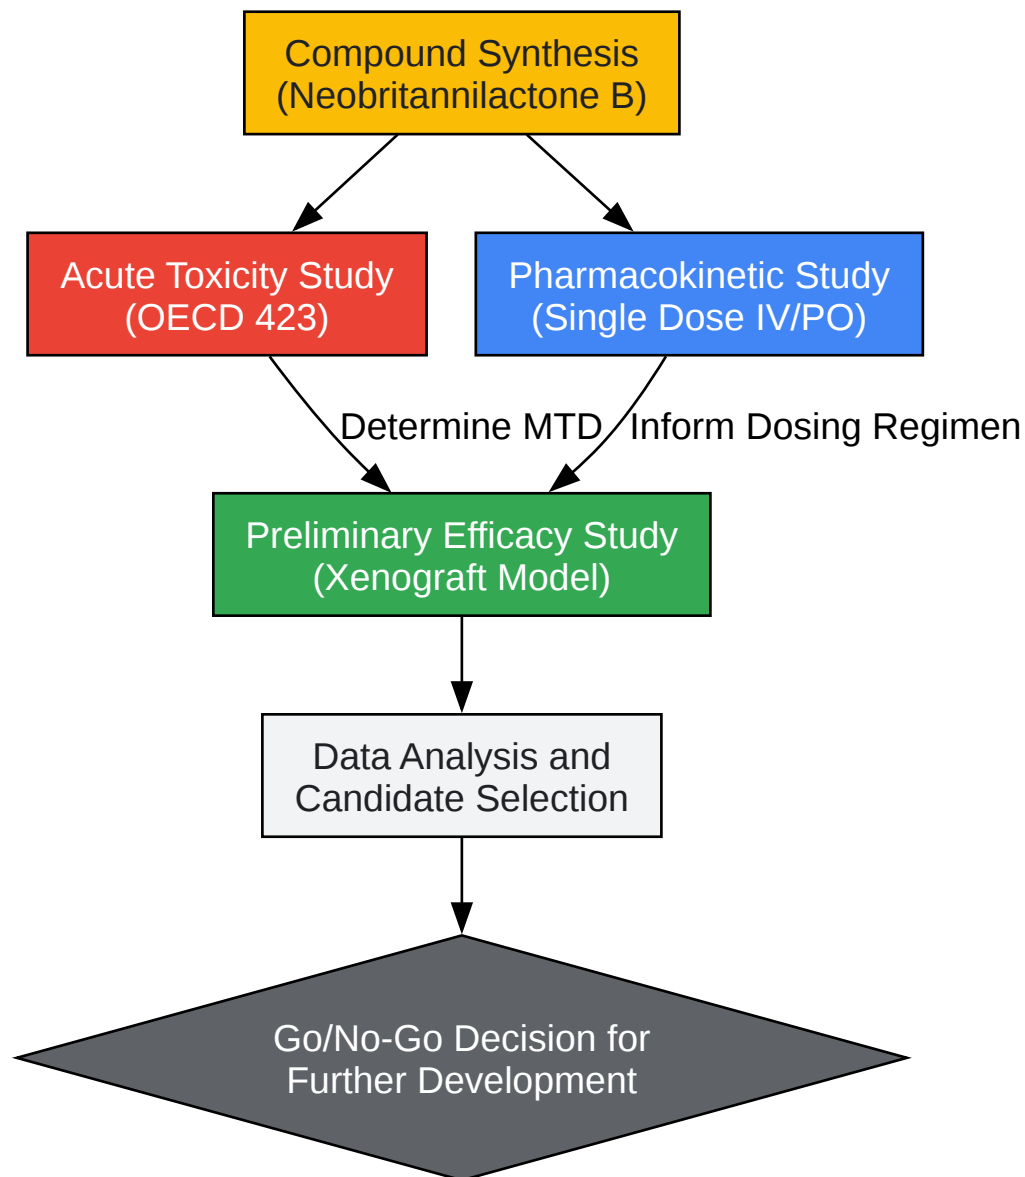 Compound Synthesis
(Neobritannilactone B)
Acute Toxicity Study
(OECD 423)
Pharmacokinetic Study
(Single Dose IV/PO)
Determine MTD
Inform Dosing Regimen
Preliminary Efficacy Study
(Xenograft Model)
Data Analysis and
Candidate Selection
Go/No-Go Decision for
Further Development